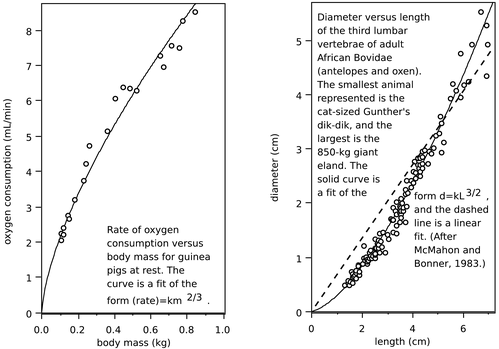 oxygen consumption (mL/min)
8
7
6
5
4
3
2
1
0
0.0
0.2
0.4
0.6
0.8
1.0
body mass (kg)
Rate of oxygen
consumption versus
body mass for guinea
pigs at rest. The
curve is a fit of the
form (rate)=km 2/3 .
diameter (cm)
5
4
3
2
1
0
0
2
4
6
length (cm)
Diameter versus length
of the third lumbar
vertebrae of adult
African Bovidae
(antelopes and oxen).
The smallest animal
represented is the
cat-sized Gunther's
dik-dik, and the
largest is the
850-kg giant
eland. The
solid curve is
a fit of the
form d=kL3/2 ,
and the dashed
line is a linear
fit. (After
McMahon and
Bonner, 1983.)